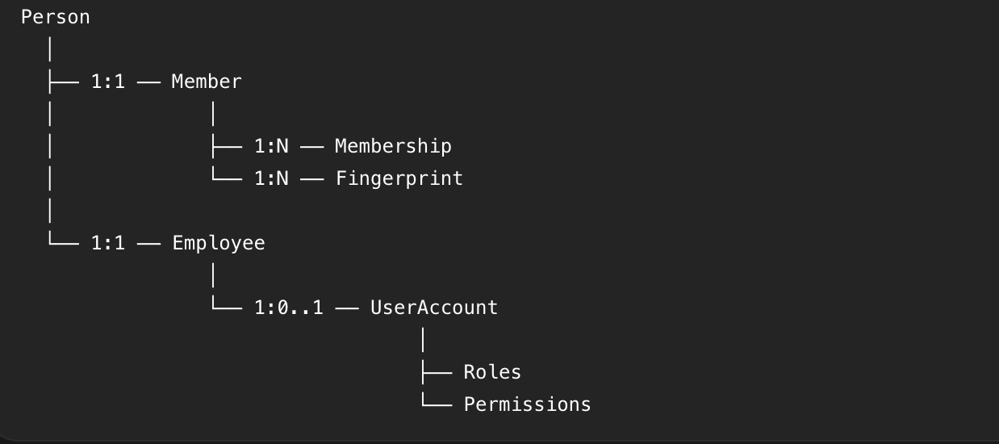 Person
│
├── 1:1 ── Member
│             │
│             ├── 1:N ── Membership
│             └── 1:N ── Fingerprint
│
└── 1:1 ── Employee
              │
              └── 1:0..1 ── UserAccount
                                │
                                ├── Roles
                                └── Permissions